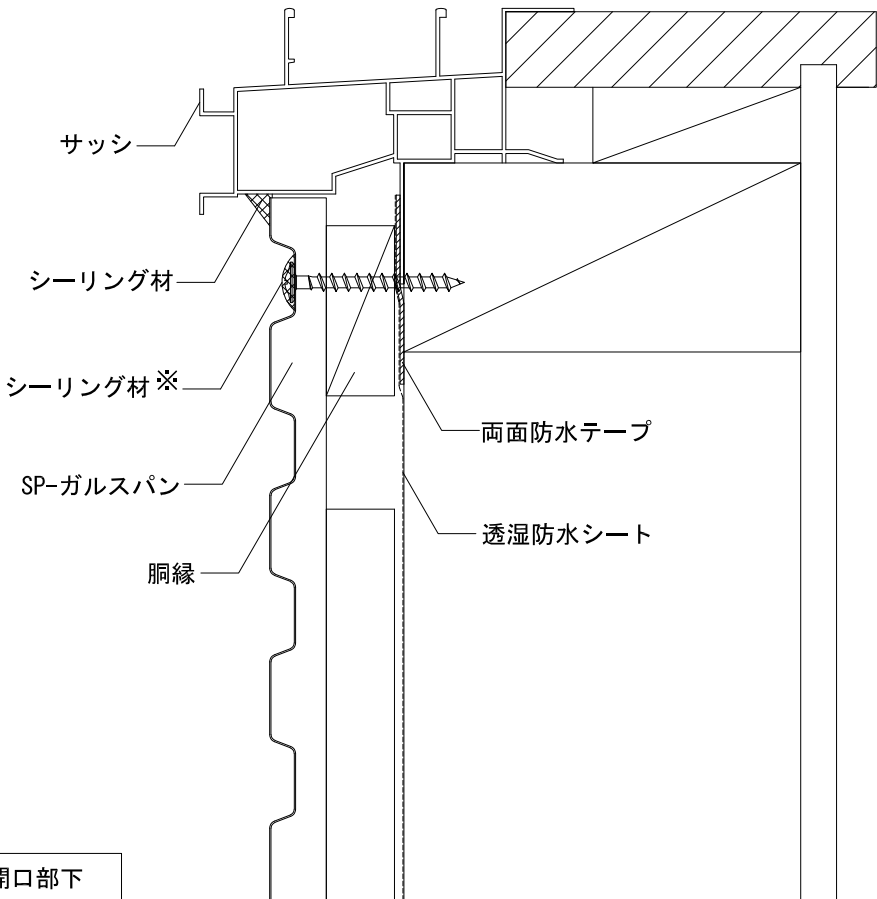 サッシ
シーリング材
シーリング材※
両面防水テープ
SP-ガルスパン
透湿防水シート
胴縁
開口部下